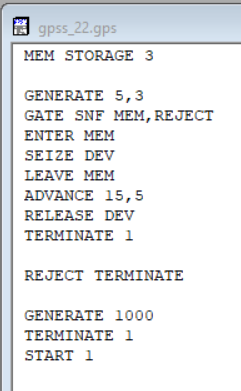 gpss_22.gps
MEM STORAGE 3
GENERATE 5,3
GATE SNF MEM,REJECT
ENTER MEM
SEIZE DEV
LEAVE MEM
ADVANCE 15,5
RELEASE DEV
TERMINATE 1
REJECT TERMINATE
GENERATE 1000
TERMINATE 1
START 1